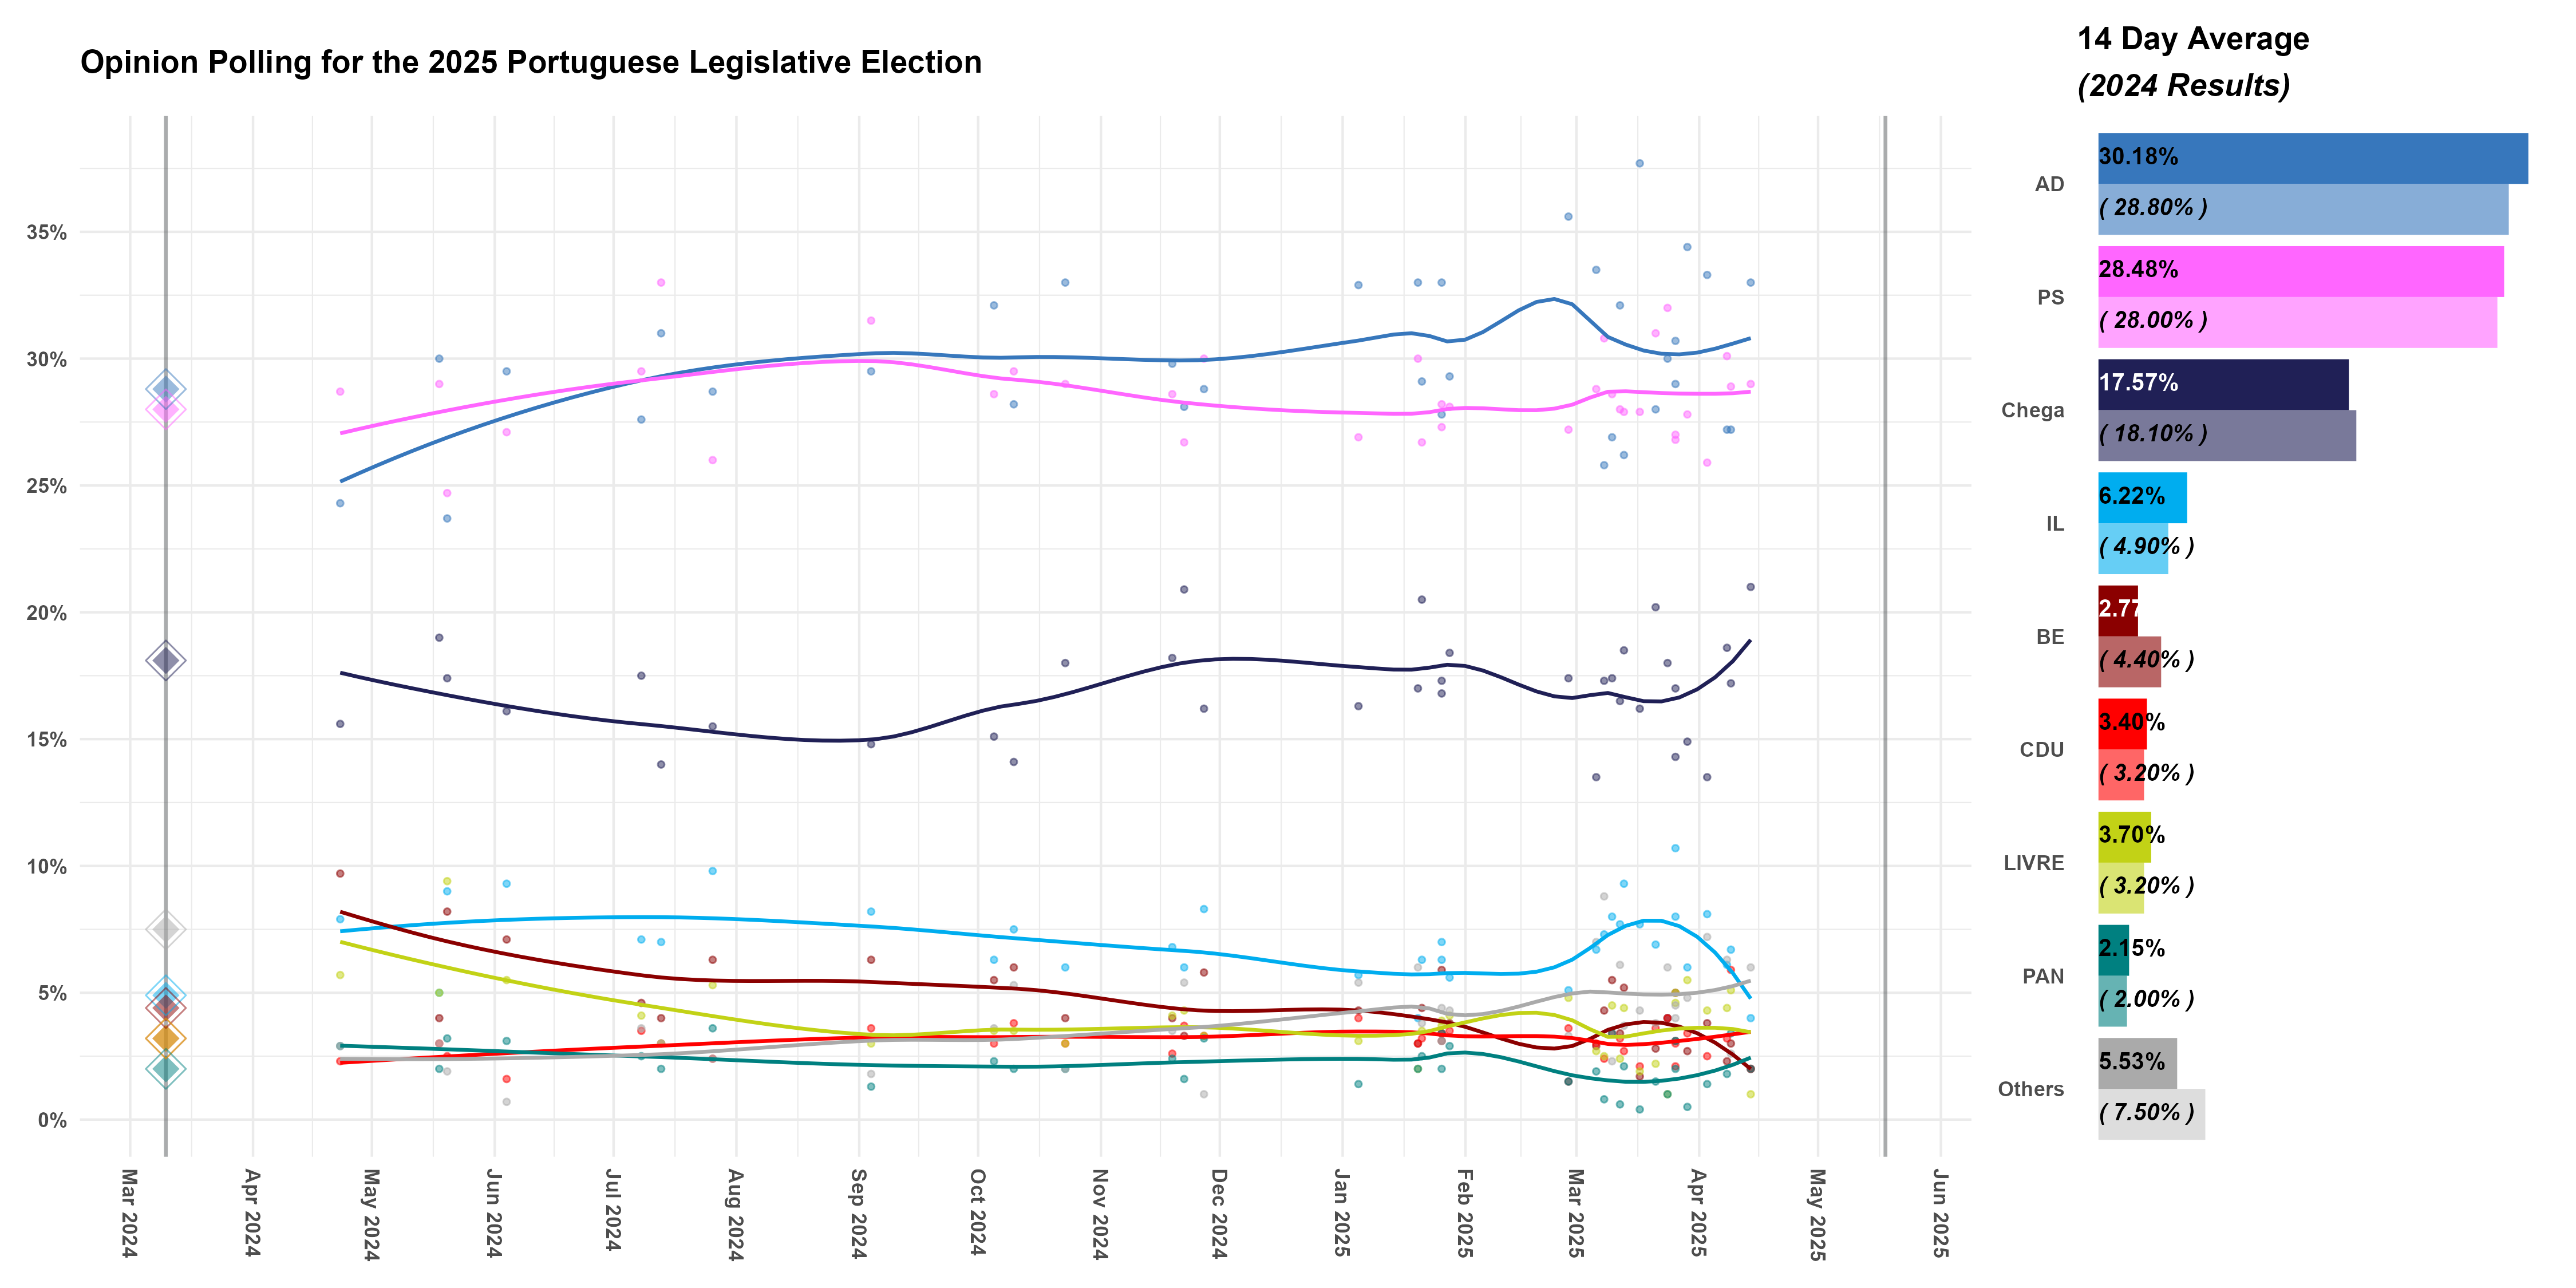 Opinion Polling for the 2025 Portuguese Legislative Election
35%
30%
25%
20%
15%
10%
5%
0%
Mar 2024
Apr 2024
May 2024
Jun 2024
Jul 2024
Aug 2024
Sep 2024
Oct 2024
Nov 2024
Dec 2024
Jan 2025
Feb 2025
Mar 2025
Apr 2025
May 2025
Jun 2025
14 Day Average
(2024 Results)
AD
30.18%
( 28.80% )
PS
28.48%
( 28.00% )
Chega
17.57%
( 18.10% )
IL
6.22%
( 4.90% )
BE
2.77
( 4.40% )
CDU
3.40%
( 3.20% )
LIVRE
3.70%
( 3.20% )
PAN
2.15%
( 2.00% )
Others
5.53%
( 7.50% )